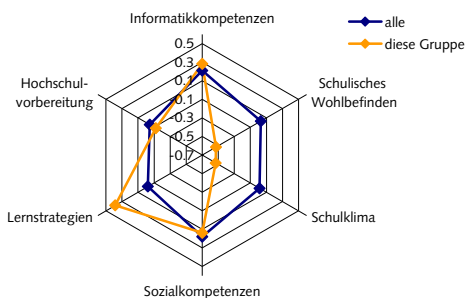 Informatikkompetenzen
alle
diese Gruppe
0.5
0.3
0.1
-0.1
-0.3
-0.5
-0.7
Hochschul-
vorbereitung
Schulisches
Wohlbefinden
Lernstrategien
Schulklima
Sozialkompetenzen